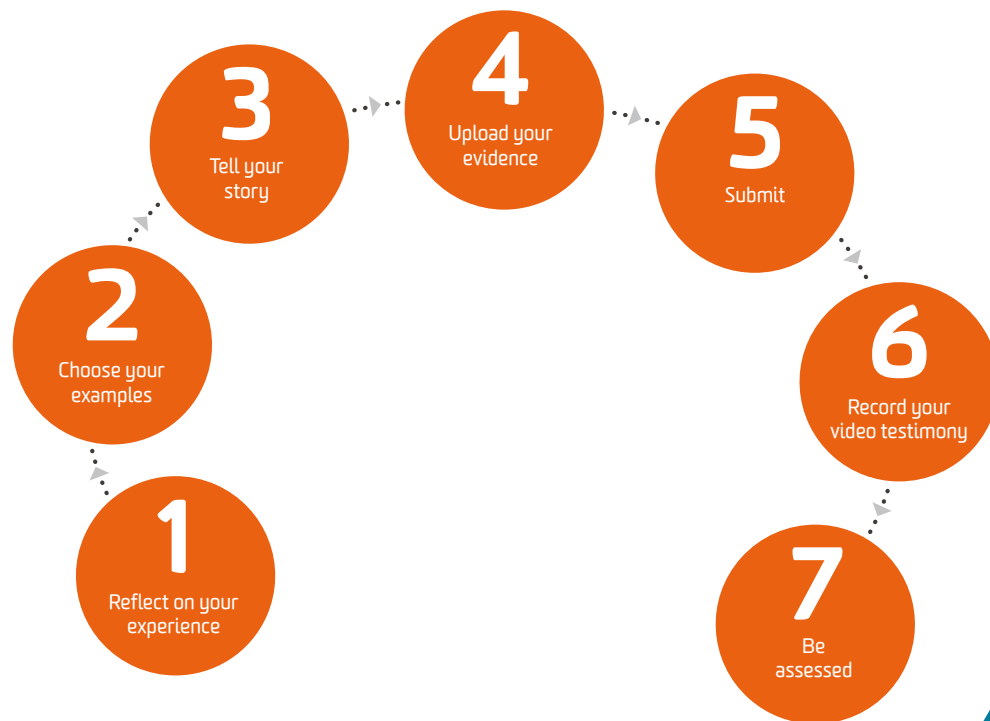 1
Reflect on your
experience
2
Choose your
examples
3
Tell your
story
4
Upload your
evidence
5
Submit
6
Record your
video testimony
7
Be
assessed